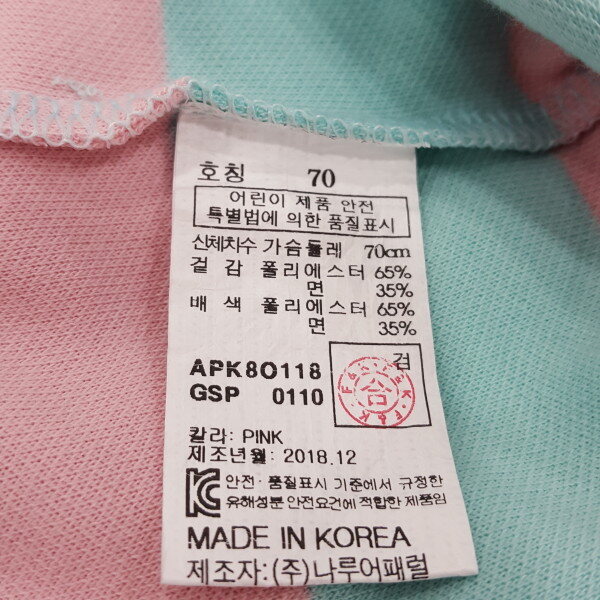 호칭 70
어린이 제품 안전
특별법에 의한 품질표시
신체치수 가슴둘레 70cm
겉 감 폴리에스터 65%
면 35%
배 색 폴리에스터 65%
면 35%
APK8O118
GSP 0110
검
合
칼라: PINK
제조년월: 2018.12
KC
안전·품질표시 기준에서 규정한
유해성분 안전요건에 적합한 제품임
MADE IN KOREA
제조자:(주)나루어패럴